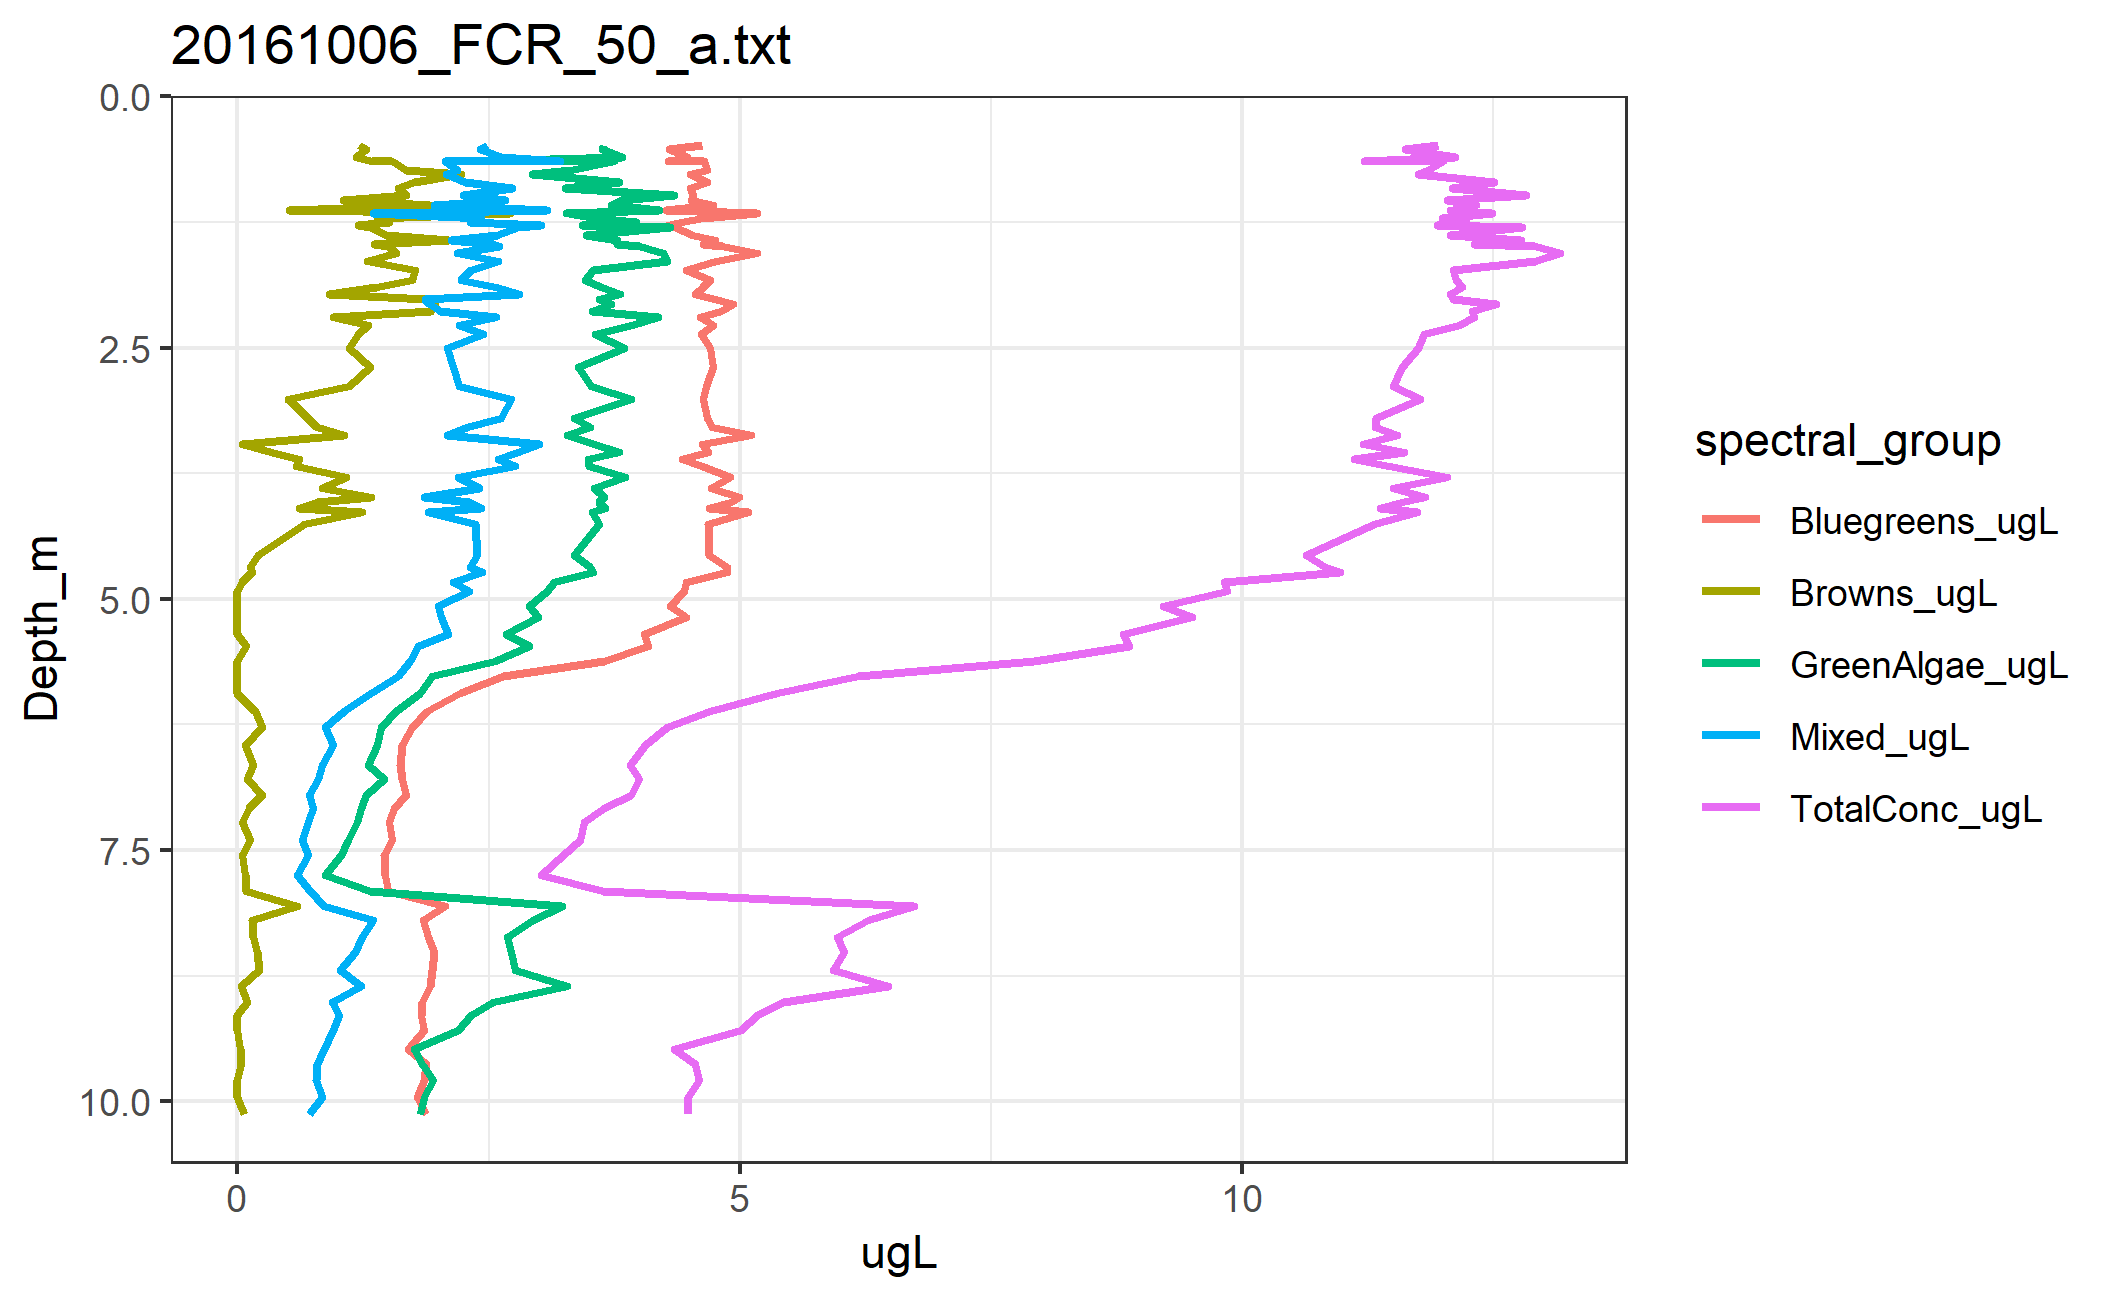 20161006_FCR_50_a.txt
0.0
2.5
5.0
7.5
10.0
Depth_m
0
5
10
ugL
spectral_group
Bluegreens_ugL
Browns_ugL
GreenAlgae_ugL
Mixed_ugL
TotalConc_ugL